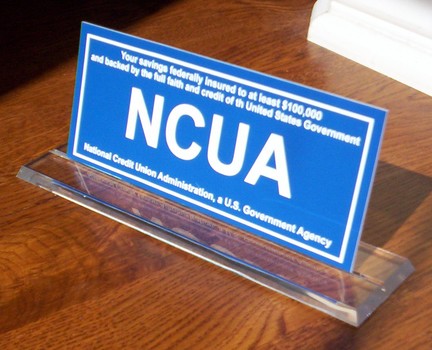 Your savings federally insured to at least $100,000
and backed by the full faith and credit of th United States Government
NCUA
National Credit Union Administration, a U.S. Government Agency